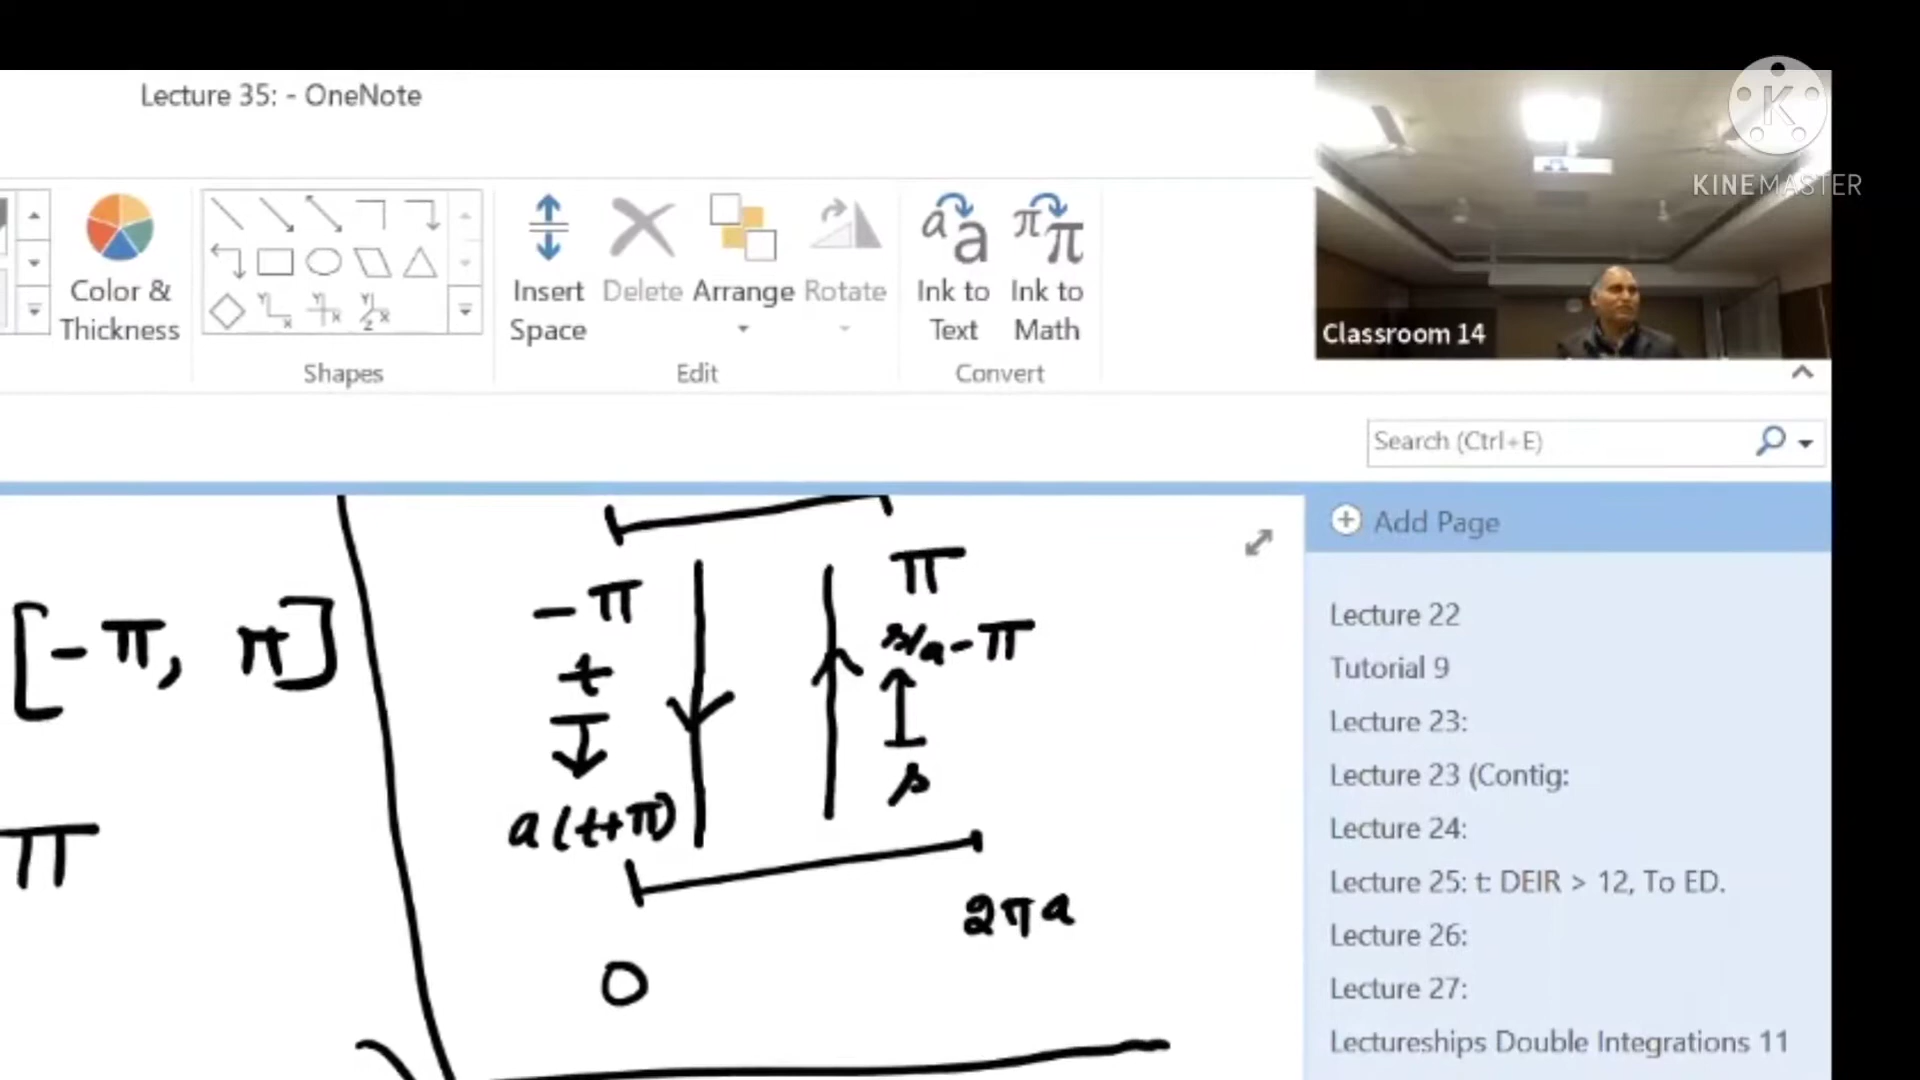 Lecture 35: - OneNote
KINEMASTER
Color & Thickness
Shapes
Insert Space
Delete
Arrange
Rotate
Edit
Ink to Text
Ink to Math
Convert
Classroom 14
Search (Ctrl+E)
Add Page
Lecture 22
Tutorial 9
Lecture 23:
Lecture 23 (Contig:
Lecture 24:
Lecture 25: t: DEIR > 12, To ED.
Lecture 26:
Lecture 27:
Lectureships Double Integrations 11
[-π, π]
π
-π
π
t
↧
a(t+π)
s/a-π
↥
s
0
2πa